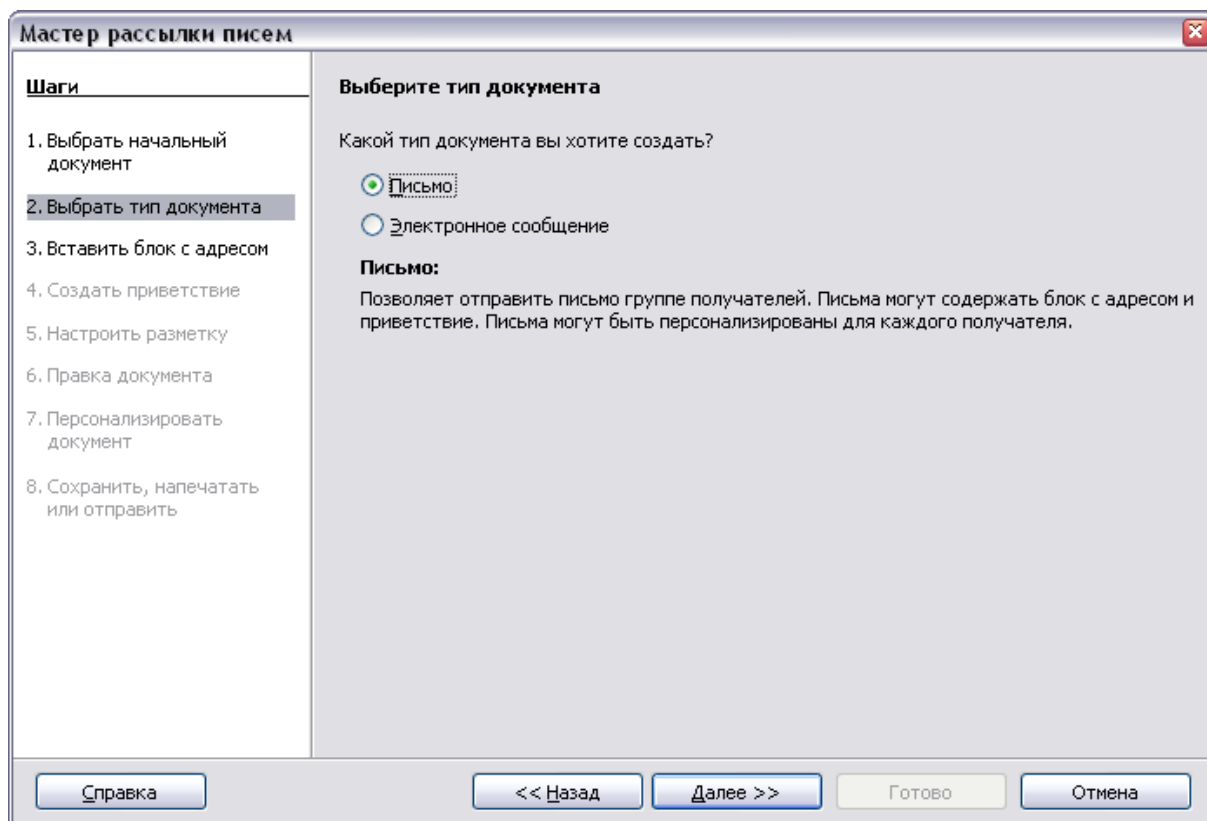 Мастер рассылки писем
Шаги
1. Выбрать начальный
документ
2. Выбрать тип документа
3. Вставить блок с адресом
4. Создать приветствие
5. Настроить разметку
6. Правка документа
7. Персонализировать
документ
8. Сохранить, напечатать
или отправить
Выберите тип документа
Какой тип документа вы хотите создать?
Письмо
Электронное сообщение
Письмо:
Позволяет отправить письмо группе получателей. Письма могут содержать блок с адресом и
приветствие. Письма могут быть персонализированы для каждого получателя.
Справка
<< Назад
Далее >>
Готово
Отмена